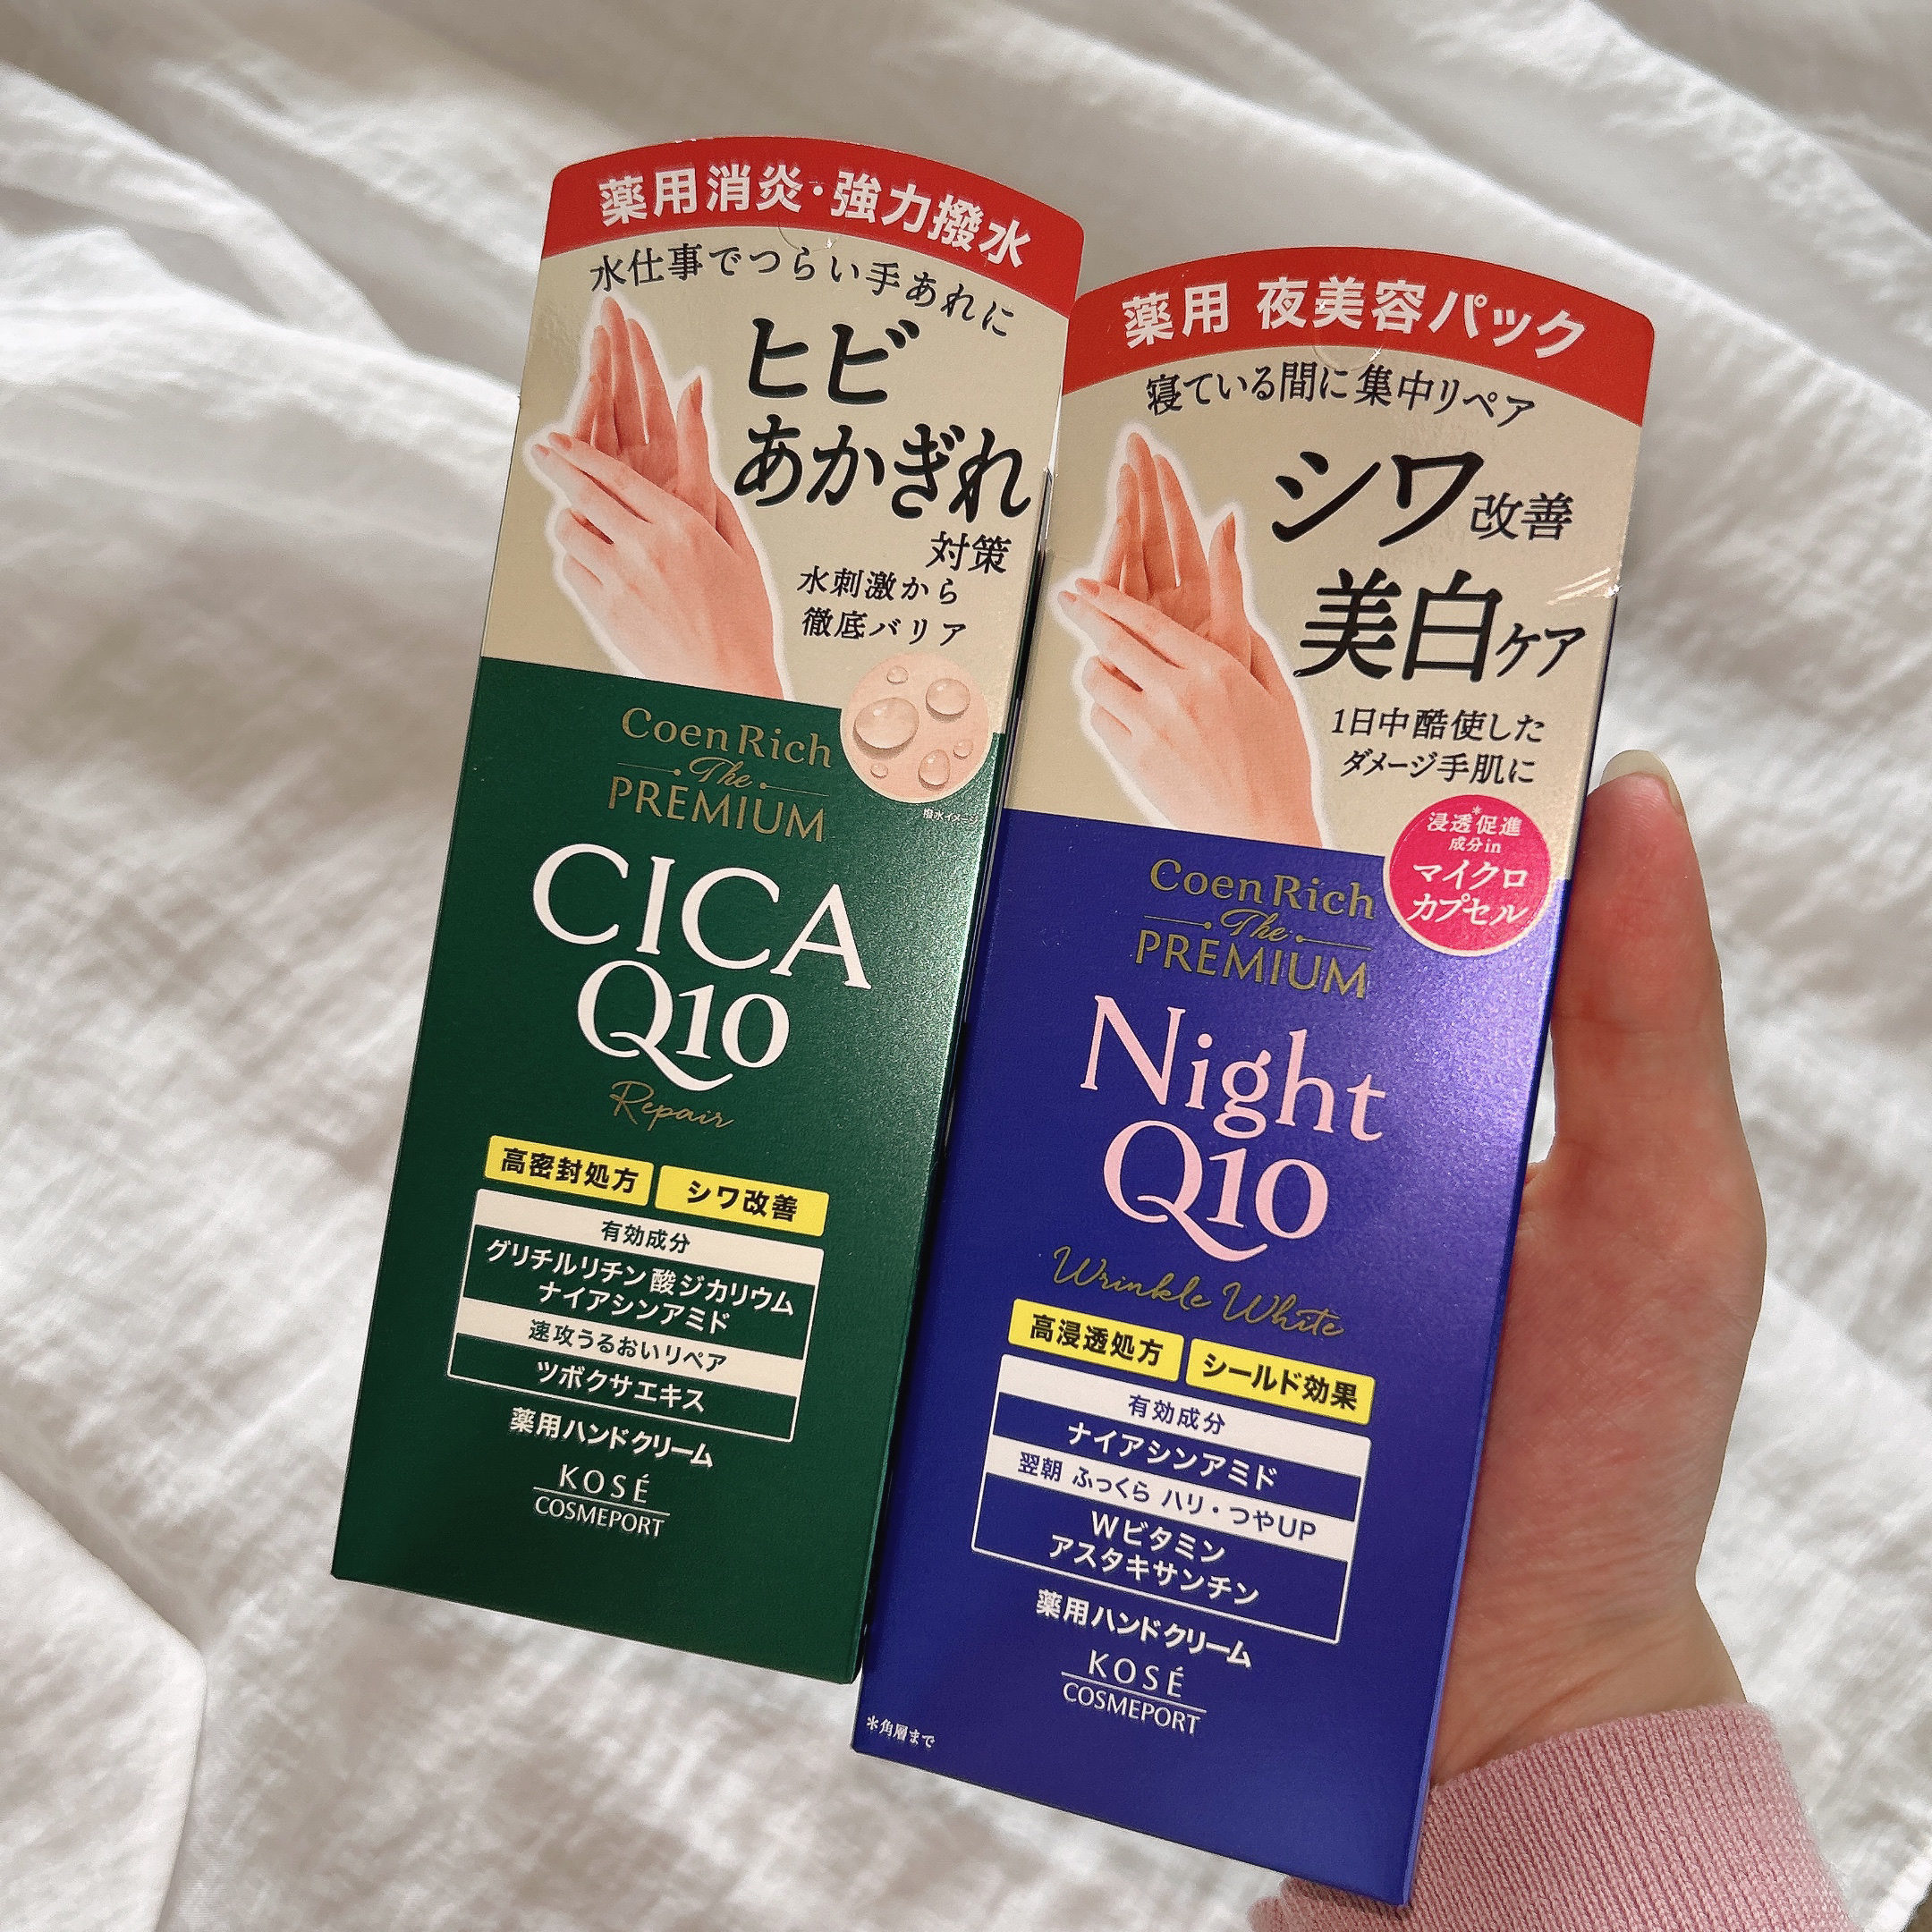 薬用消炎・強力撥水
水仕事でつらい手あれに
ヒビ
あかぎれ
対策
水刺激から
徹底バリア
撥水イメージ
Coen Rich
The
PREMIUM
CICA
Q10
Repair
高密封処方 シワ改善
有効成分
グリチルリチン酸ジカリウム
ナイアシンアミド
速攻うるおいリペア
ツボクサエキス
薬用ハンドクリーム
KOSÉ
COSMEPORT
薬用 夜美容パック
寝ている間に集中リペア
シワ改善
美白ケア
1日中酷使した
ダメージ手肌に
浸透*促進
成分in
マイクロ
カプセル
Coen Rich
The
PREMIUM
Night
Q10
Wrinkle White
高浸透処方 シールド効果
有効成分
ナイアシンアミド
翌朝 ふっくら ハリ・つやUP
Wビタミン
アスタキサンチン
薬用ハンドクリーム
KOSÉ
COSMEPORT
*角層まで